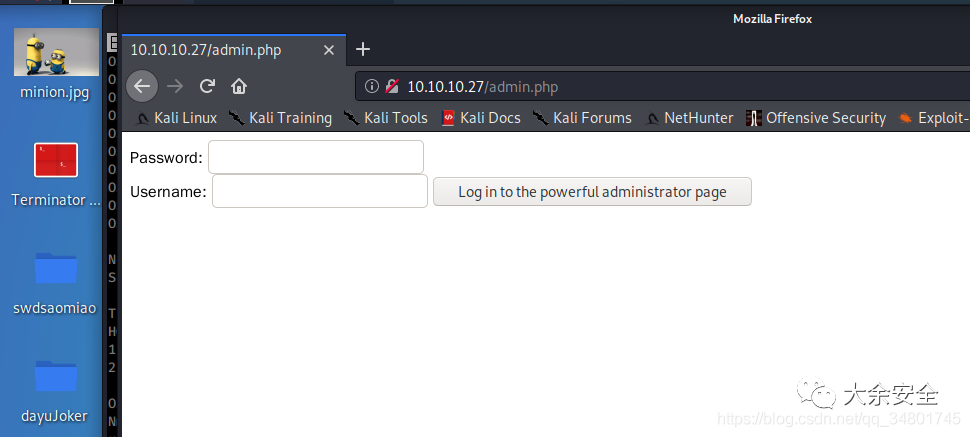 Mozilla Firefox
10.10.10.27/admin.php
10.10.10.27/admin.php
Kali Linux Kali Training Kali Tools Kali Docs Kali Forums NetHunter Offensive Security Exploit-
Password:
Username: Log in to the powerful administrator page
minion.jpg
Terminator ...
swdsaomiao
dayuJoker
大余安全
https://blog.csdn.net/qq_34801745